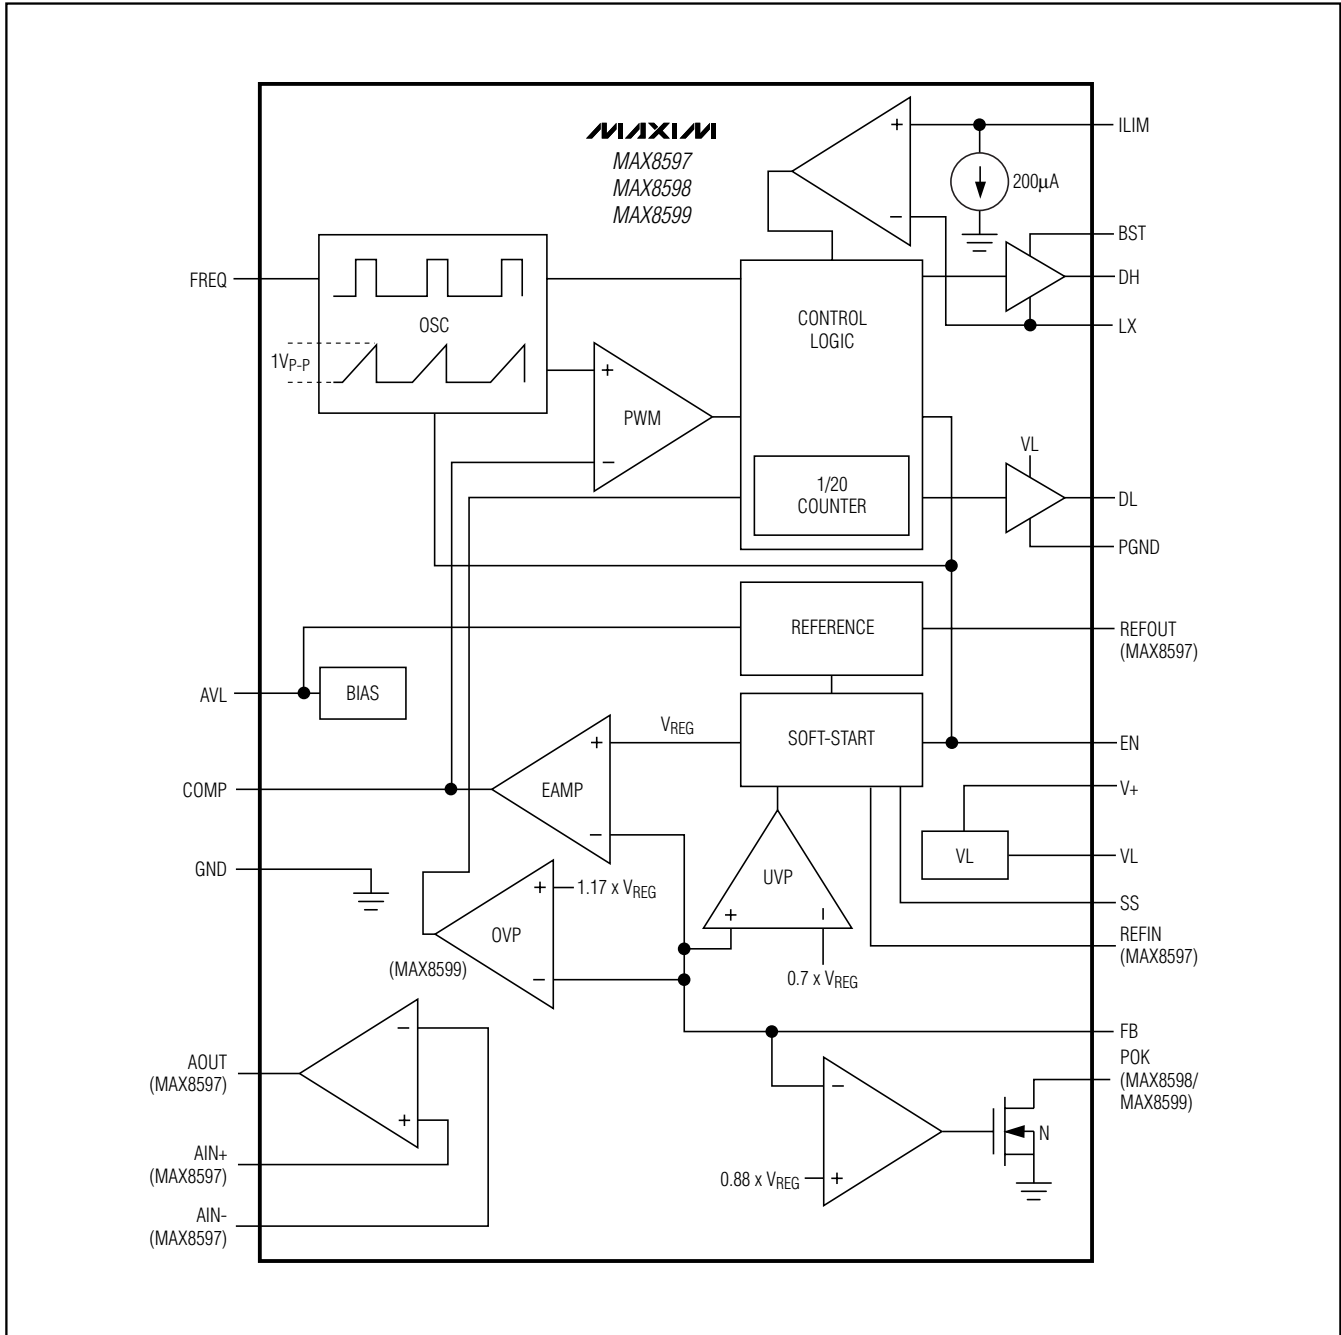 MAXIM
MAX8597
MAX8598
MAX8599
+
ILIM
200µA
−
BST
FREQ
DH
OSC
CONTROL
LOGIC
LX
1VP-P
+
PWM
−
VL
1/20
COUNTER
DL
PGND
REFERENCE
REFOUT
(MAX8597)
AVL
BIAS
VREG
SOFT-START
EN
+
COMP
EAMP
V+
−
VL
VL
GND
UVP
+
1.17 x VREG
SS
+
−
OVP
REFIN
(MAX8597)
(MAX8599)
−
0.7 x VREG
−
FB
AOUT
(MAX8597)
POK
(MAX8598/
MAX8599)
−
+
N
AIN+
(MAX8597)
0.88 x VREG
+
AIN-
(MAX8597)